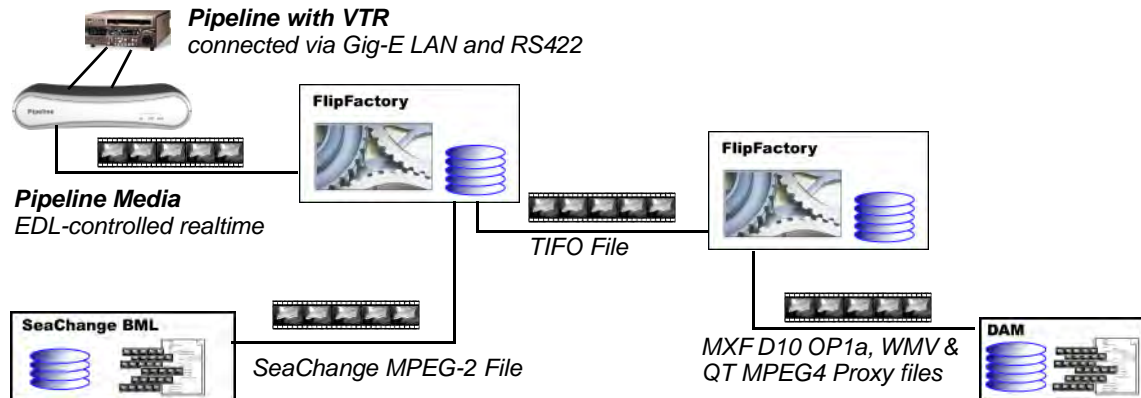 Pipeline with VTR
connected via Gig-E LAN and RS422
Pipeline
FlipFactory
FlipFactory
Pipeline Media
EDL-controlled realtime
TIFO File
SeaChange BML
SeaChange MPEG-2 File
MXF D10 OP1a, WMV &
QT MPEG4 Proxy files
DAM